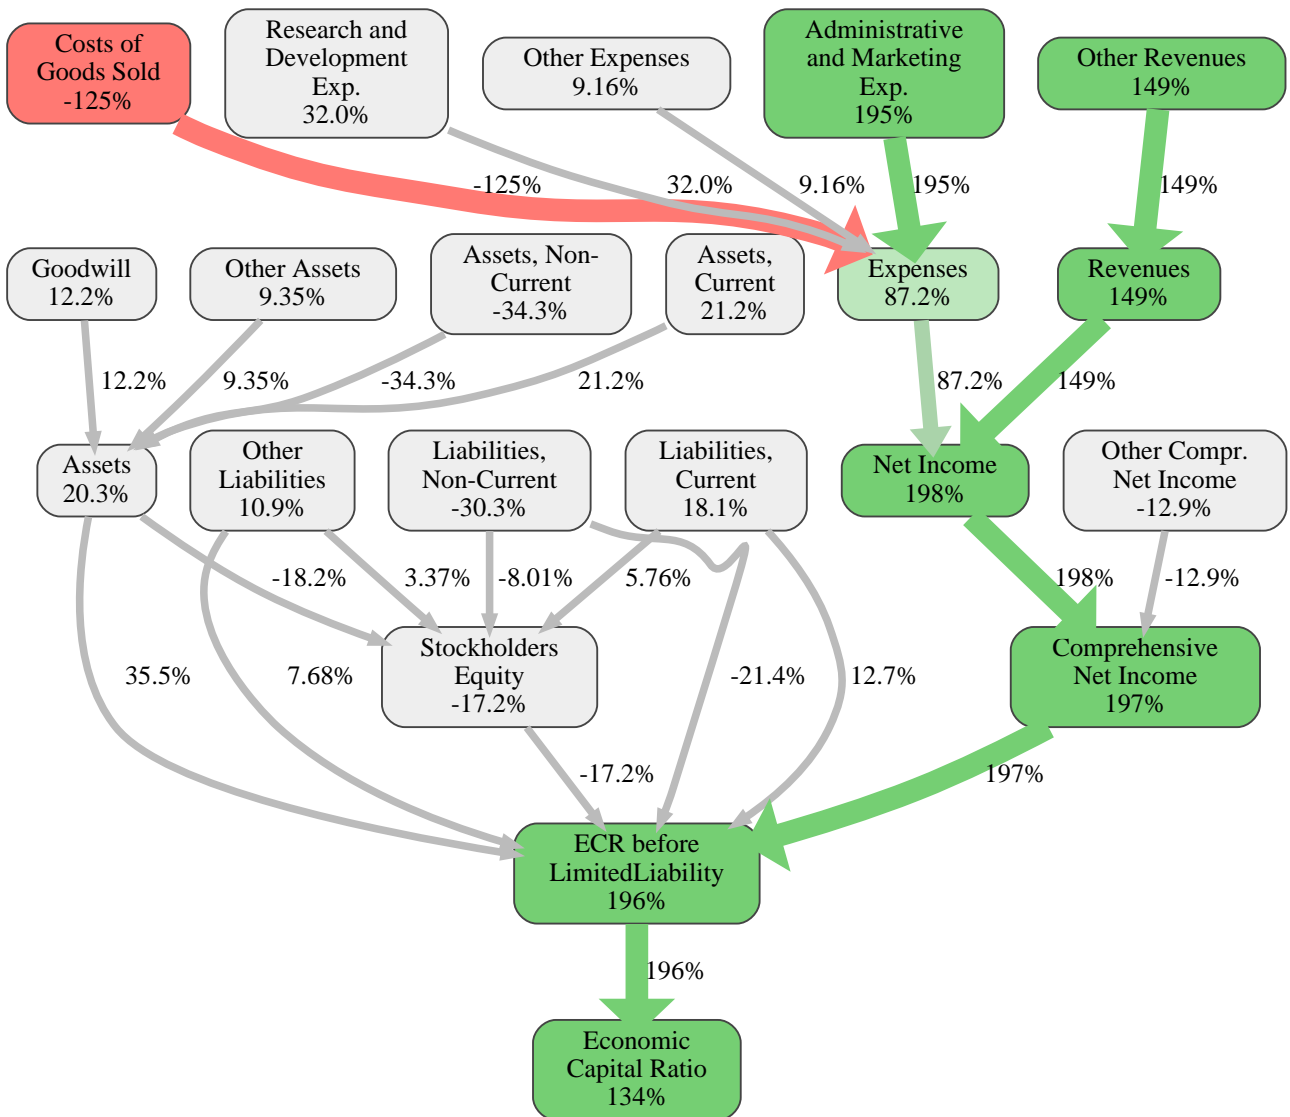 Costs of
Goods Sold
-125%
Research and
Development
Exp.
32.0%
Other Expenses
9.16%
Administrative
and Marketing
Exp.
195%
Other Revenues
149%
-125%
32.0%
9.16%
195%
149%
Goodwill
12.2%
Other Assets
9.35%
Assets, Non-
Current
-34.3%
Assets,
Current
21.2%
Expenses
87.2%
Revenues
149%
12.2%
9.35%
-34.3%
21.2%
87.2%
149%
Assets
20.3%
Other
Liabilities
10.9%
Liabilities,
Non-Current
-30.3%
Liabilities,
Current
18.1%
Net Income
198%
Other Compr.
Net Income
-12.9%
-18.2%
3.37%
-8.01%
5.76%
198%
-12.9%
35.5%
7.68%
Stockholders
Equity
-17.2%
-21.4%
12.7%
Comprehensive
Net Income
197%
-17.2%
197%
ECR before
LimitedLiability
196%
196%
Economic
Capital Ratio
134%